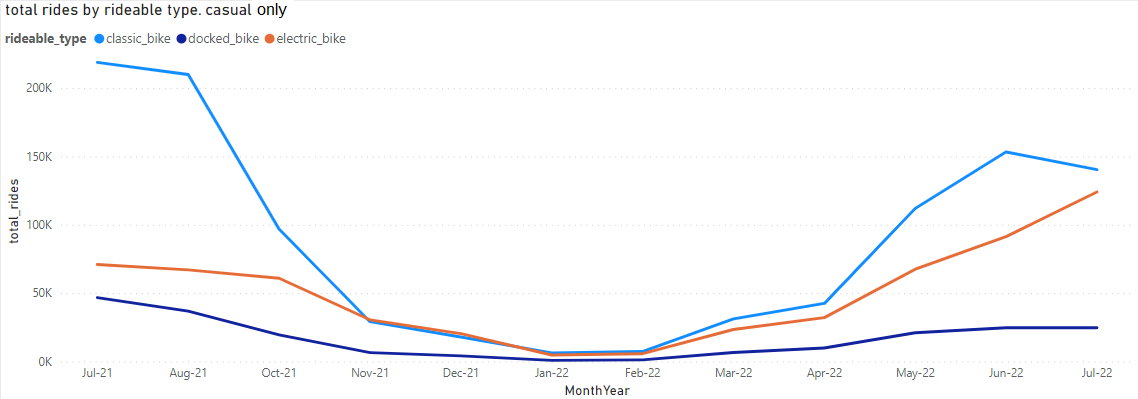 total rides by rideable type. casual only
rideable_type classic_bike docked_bike electric_bike
200K
150K
100K
50K
0K
total_rides
Jul-21 Aug-21 Oct-21 Nov-21 Dec-21 Jan-22 Feb-22 Mar-22 Apr-22 May-22 Jun-22 Jul-22
MonthYear